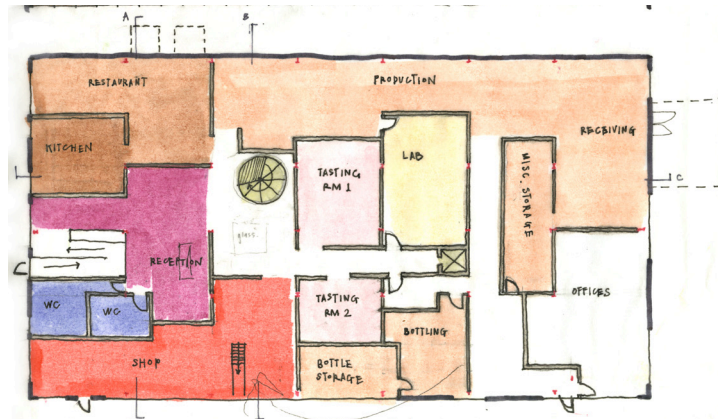 A
B
RESTAURANT
PRODUCTION
RECEIVING
KITCHEN
TASTING
RM 1
LAB
MISC. STORAGE
C
glass
RECEPTION
C
OFFICES
WC
WC
TASTING
RM 2
BOTTLING
SHOP
BOTTLE
STORAGE